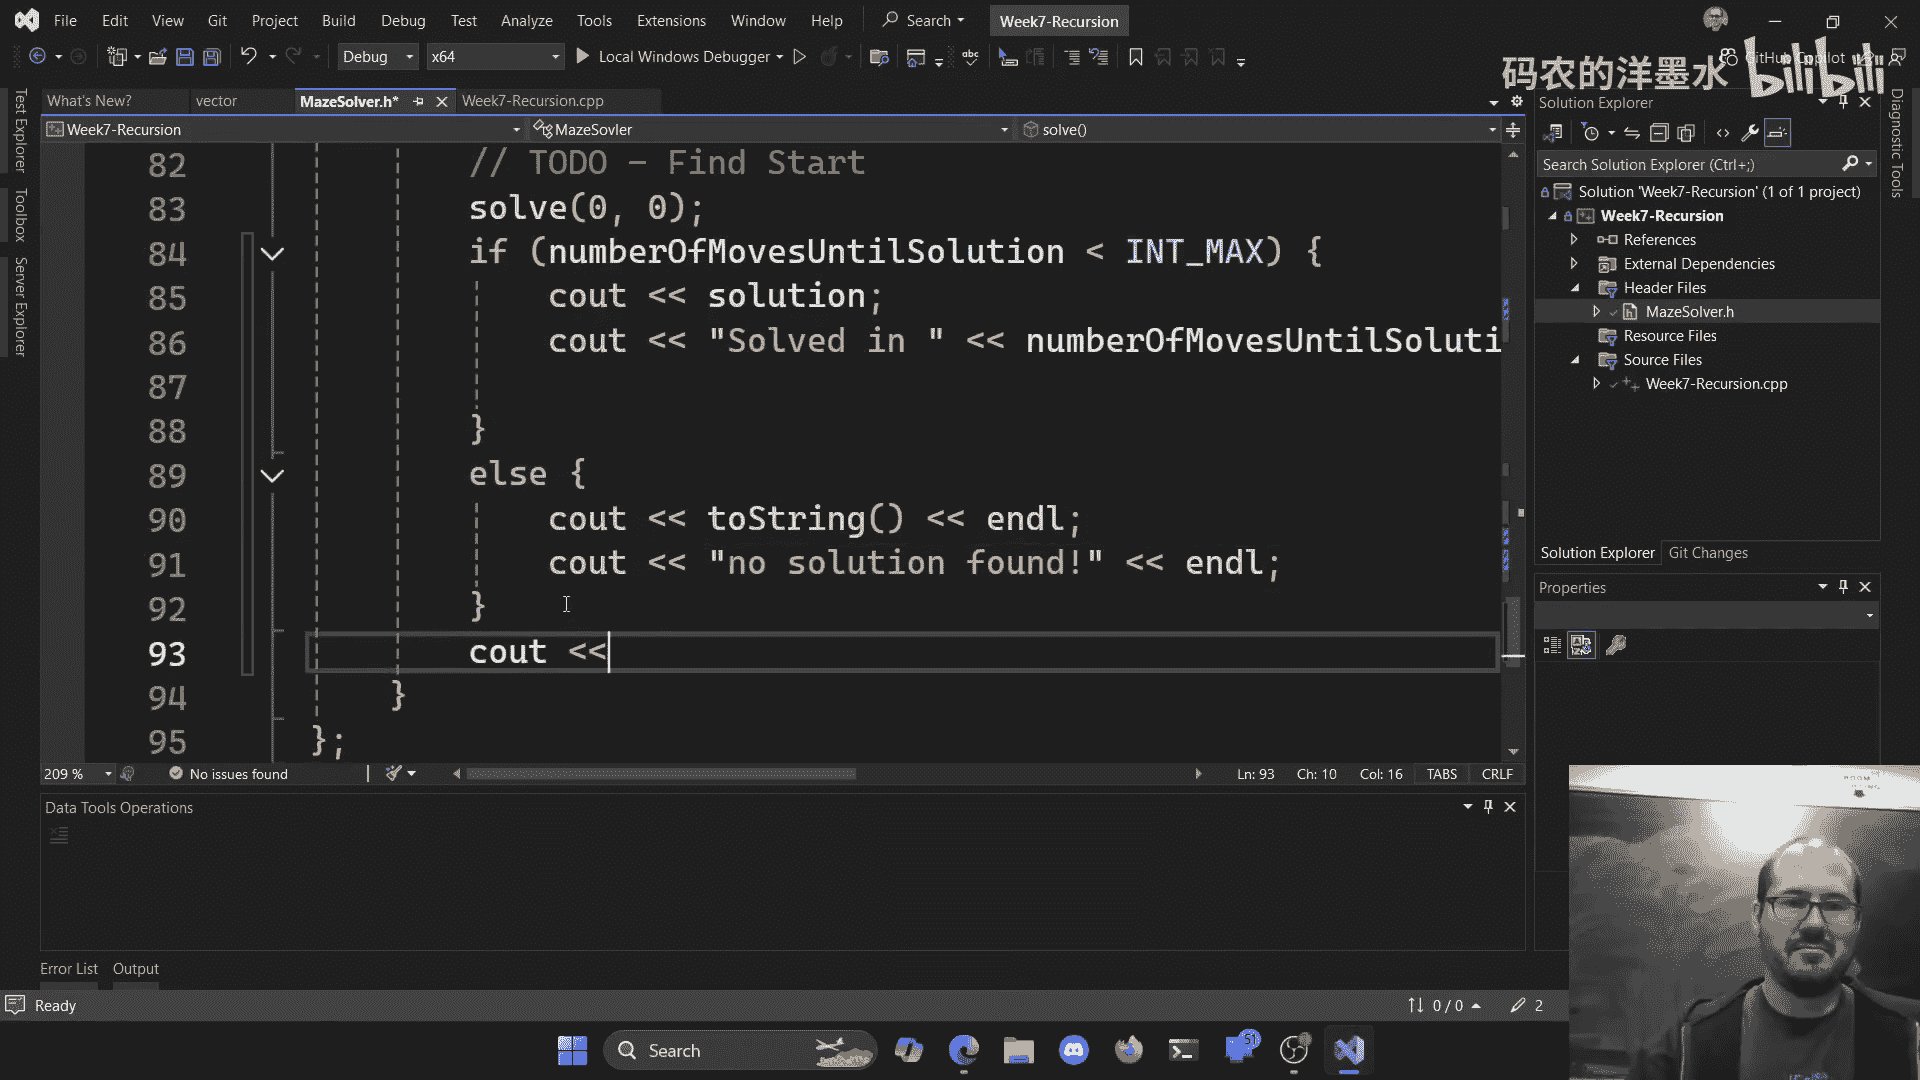 File Edit View Git Project Build Debug Test Analyze Tools Extensions Window Help Search Week7-Recursion
Debug x64 Local Windows Debugger GitHub Copilot
码农的洋墨水 bilibili
What's New? vector MazeSolver.h* Week7-Recursion.cpp
Week7-Recursion MazeSovler solve()
82 // TODO - Find Start
83 solve(0, 0);
84 if (numberOfMovesUntilSolution < INT_MAX) {
85 cout << solution;
86 cout << "Solved in " << numberOfMovesUntilSoluti
87
88 }
89 else {
90 cout << toString() << endl;
91 cout << "no solution found!" << endl;
92 }
93 cout <<
94 }
95 };
209 % No issues found Ln: 93 Ch: 10 Col: 16 TABS CRLF
Data Tools Operations
Error List Output
Ready 0 / 0 2
Test Explorer
Toolbox
Server Explorer
Solution Explorer
Search Solution Explorer (Ctrl+;)
Solution 'Week7-Recursion' (1 of 1 project)
Week7-Recursion
References
External Dependencies
Header Files
MazeSolver.h
Resource Files
Source Files
Week7-Recursion.cpp
Solution Explorer Git Changes
Properties
Diagnostic Tools
Search
51